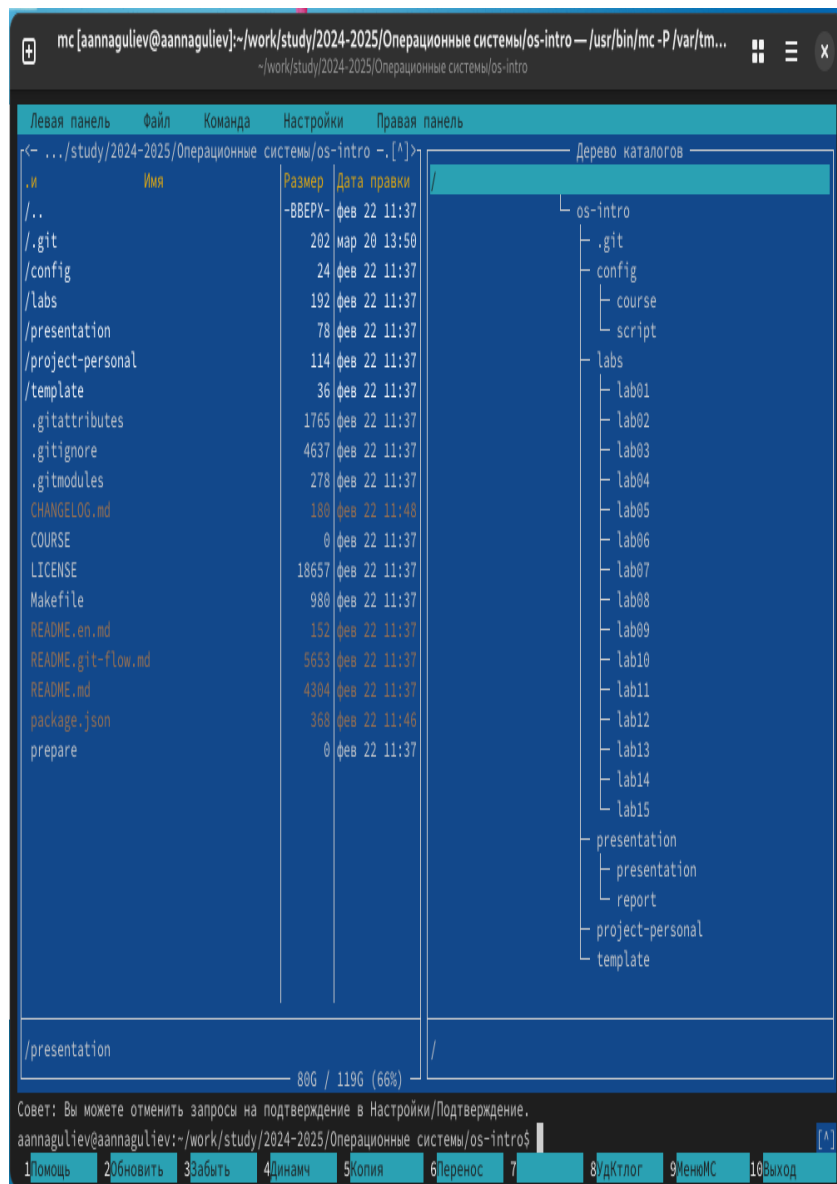 mc [aannaguliev@aannaguliev]:~/work/study/2024-2025/Операционные системы/os-intro — /usr/bin/mc -P /var/tm...
~/work/study/2024-2025/Операционные системы/os-intro
Левая панель Файл Команда Настройки Правая панель
<— .../study/2024-2025/Операционные системы/os-intro —.[^]> Дерево каталогов
.и Имя Размер Дата правки /
/.. -ВВЕРХ- фев 22 11:37 os-intro
/.git 202 мар 20 13:50 .git
/config 24 фев 22 11:37 config
/labs 192 фев 22 11:37 course
/presentation 78 фев 22 11:37 script
/project-personal 114 фев 22 11:37 labs
/template 36 фев 22 11:37 lab01
.gitattributes 1765 фев 22 11:37 lab02
.gitignore 4637 фев 22 11:37 lab03
.gitmodules 278 фев 22 11:37 lab04
CHANGELOG.md 180 фев 22 11:48 lab05
COURSE 0 фев 22 11:37 lab06
LICENSE 18657 фев 22 11:37 lab07
Makefile 980 фев 22 11:37 lab08
README.en.md 152 фев 22 11:37 lab09
README.git-flow.md 5653 фев 22 11:37 lab10
README.md 4304 фев 22 11:37 lab11
package.json 368 фев 22 11:46 lab12
prepare 0 фев 22 11:37 lab13
lab14
lab15
presentation
presentation
report
project-personal
template
/presentation /
80G / 119G (66%)
Совет: Вы можете отменить запросы на подтверждение в Настройки/Подтверждение.
aannaguliev@aannaguliev:~/work/study/2024-2025/Операционные системы/os-intro$ [^]
1Помощь 2Обновить 3Забыть 4Динамч 5Копия 6Перенос 7 8УдКтлог 9МенюМС 10Выход